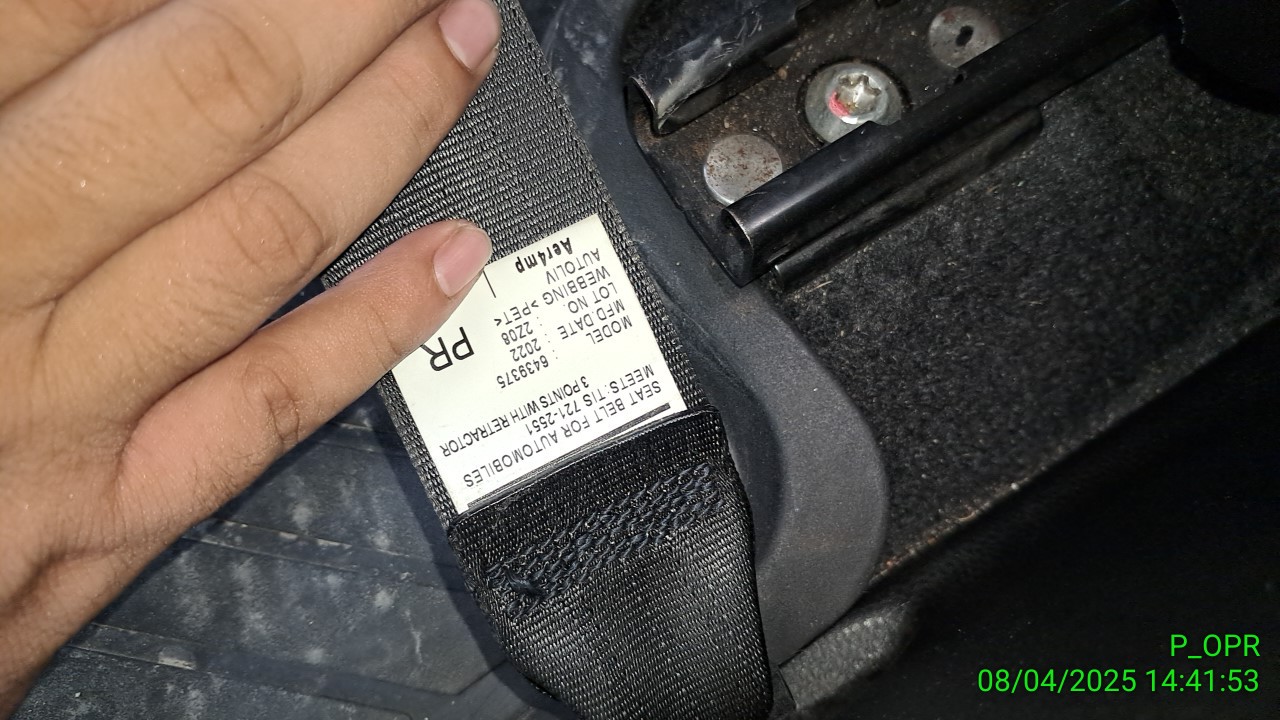 SEAT BELT FOR AUTOMOBILES
MEETS: TIS 721-2551
3 POINTS WITH RETRACTOR
MODEL : 6439375
MFD DATE : 2022
LOT NO. : 2Z08
WEBBING >PET<
AUTOLIV
PR
Aer4mp
P_OPR
08/04/2025 14:41:53